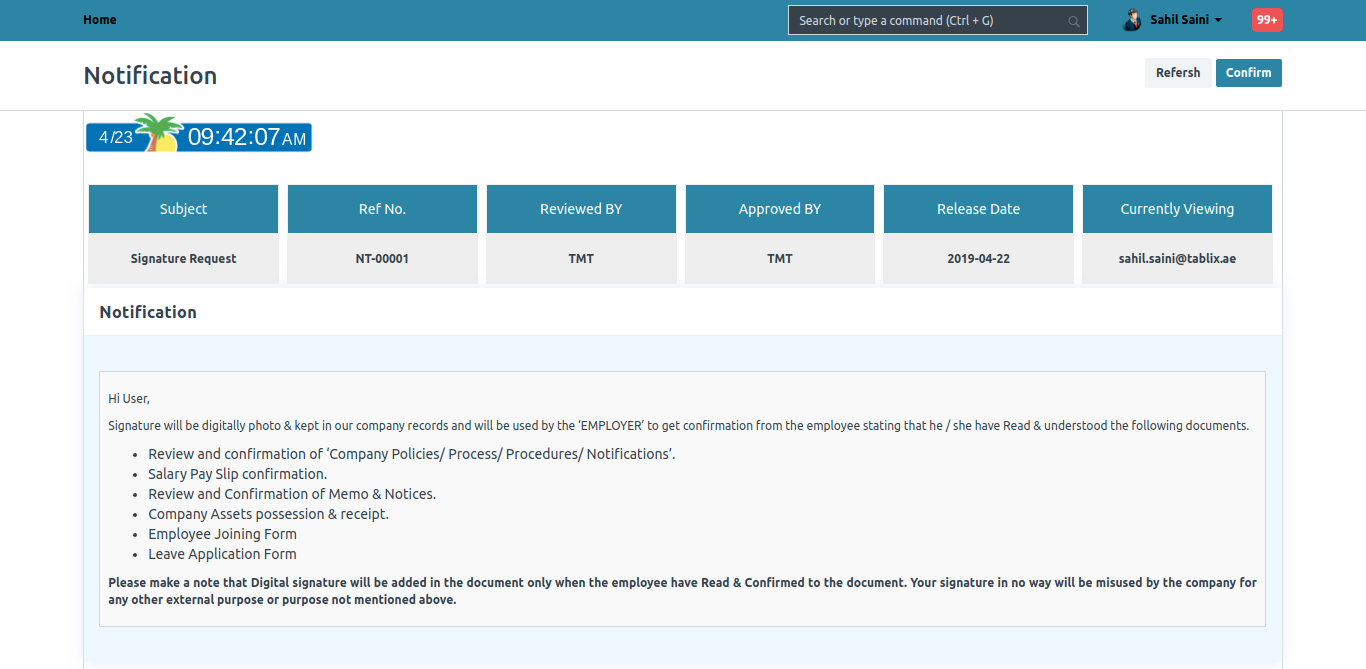 Home
Search or type a command (Ctrl + G)
Sahil Saini
99+
Notification
Refersh
Confirm
4/23 09:42:07 AM
Subject
Ref No.
Reviewed BY
Approved BY
Release Date
Currently Viewing
Signature Request
NT-00001
TMT
TMT
2019-04-22
sahil.saini@tablix.ae
Notification
Hi User,
Signature will be digitally photo & kept in our company records and will be used by the ‘EMPLOYER’ to get confirmation from the employee stating that he / she have Read & understood the following documents.
• Review and confirmation of ‘Company Policies/ Process/ Procedures/ Notifications’.
• Salary Pay Slip confirmation.
• Review and Confirmation of Memo & Notices.
• Company Assets possession & receipt.
• Employee Joining Form
• Leave Application Form
Please make a note that Digital signature will be added in the document only when the employee have Read & Confirmed to the document. Your signature in no way will be misused by the company for
any other external purpose or purpose not mentioned above.